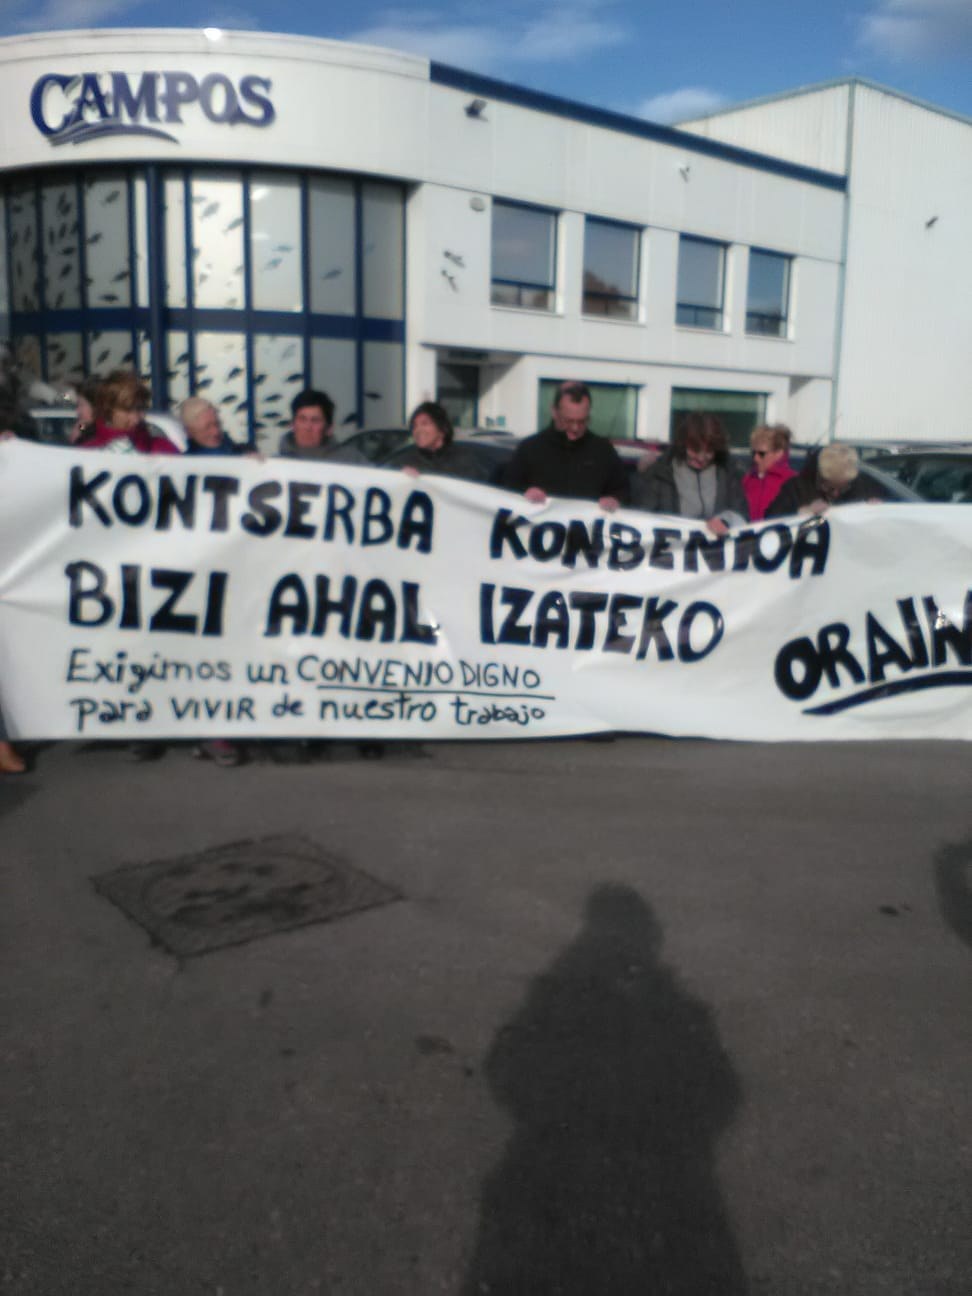 CAMPOS
KONTSERBA KONBENIOA
BIZI AHAL IZATEKO
ORAIN
Exigimos un CONVENIO DIGNO
para VIVIR de nuestro trabajo